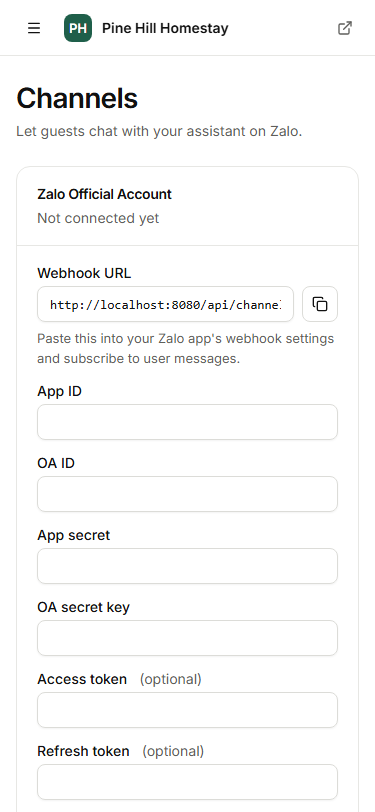 PH Pine Hill Homestay
Channels
Let guests chat with your assistant on Zalo.
Zalo Official Account
Not connected yet
Webhook URL
http://localhost:8080/api/channe
Paste this into your Zalo app's webhook settings
and subscribe to user messages.
App ID
OA ID
App secret
OA secret key
Access token (optional)
Refresh token (optional)